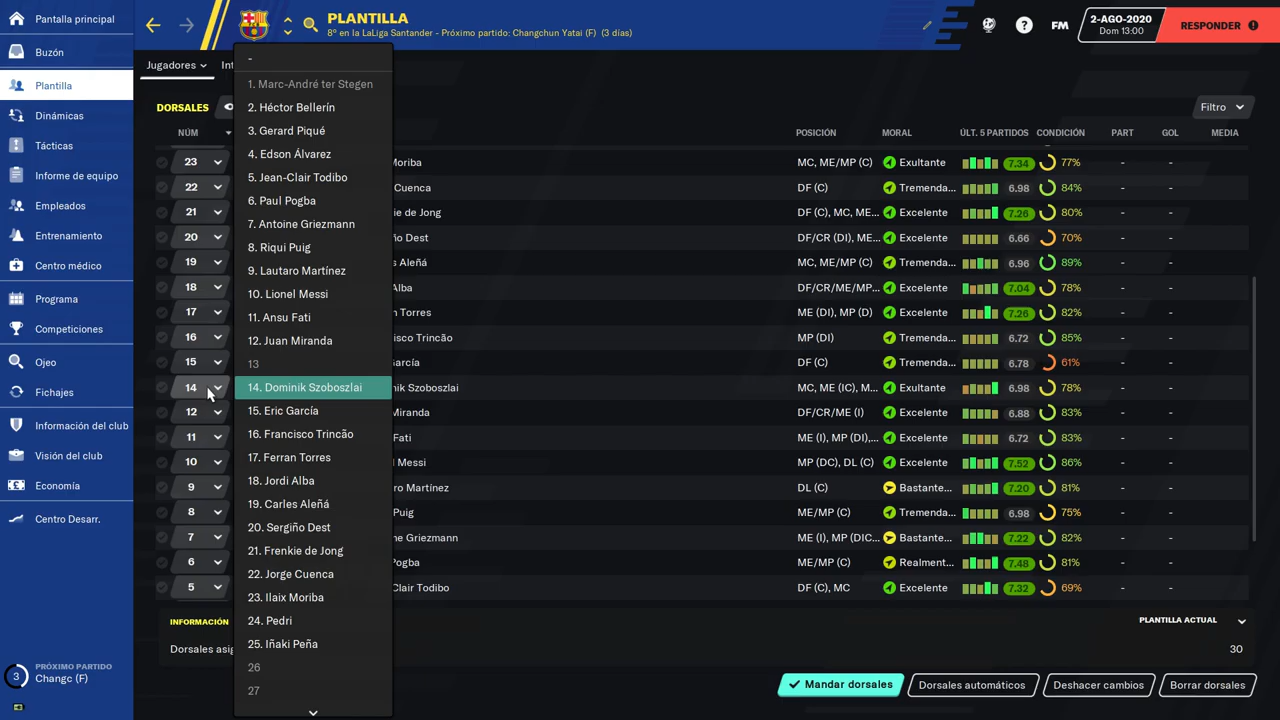 Pantalla principal
Buzón
Plantilla
Dinámicas
Tácticas
Informe de equipo
Empleados
Entrenamiento
Centro médico
Programa
Competiciones
Ojeo
Fichajes
Información del club
Visión del club
Economía
Centro Desarr.
3 PRÓXIMO PARTIDO
Changc (F)
PLANTILLA
8º en la LaLiga Santander - Próximo partido: Changchun Yatai (F) (3 días)
? FM
2-AGO-2020
Dom 13:00
RESPONDER
Jugadores Int
DORSALES
Filtro
NÚM POSICIÓN MORAL ÚLT. 5 PARTIDOS CONDICIÓN PART GOL MEDIA
23 Moriba MC, ME/MP (C) Exultante 7.34 77% - - -
22 Cuenca DF (C) Tremenda... 6.98 84% - - -
21 ie de Jong DF (C), MC, ME... Excelente 7.26 80% - - -
20 ño Dest DF/CR (DI), ME... Excelente 6.66 70% - - -
19 s Aleñá MC, ME/MP (C) Tremenda... 6.96 89% - - -
18 Alba DF/CR/ME/MP... Excelente 7.04 78% - - -
17 n Torres ME (DI), MP (D) Excelente 7.26 82% - - -
16 isco Trincão MP (DI) Tremenda... 6.72 85% - - -
15 García DF (C) Tremenda... 6.78 61% - - -
14 nik Szoboszlai MC, ME (IC), M... Excelente 6.98 78% - - -
12 Miranda DF/CR/ME (I) Excelente 6.88 83% - - -
11 Fati ME (I), MP (DI),... Excelente 6.72 83% - - -
10 l Messi MP (DC), DL (C) Excelente 7.52 86% - - -
9 ro Martínez DL (C) Bastante... 7.20 81% - - -
8 Puig ME/MP (C) Tremenda... 6.98 75% - - -
7 ne Griezmann ME (I), MP (DIC... Bastante... 7.22 82% - - -
6 Pogba ME/MP (C) Realment... 7.48 81% - - -
5 Clair Todibo DF (C), MC Excelente 7.32 69% - - -
-
1. Marc-André ter Stegen
2. Héctor Bellerín
3. Gerard Piqué
4. Edson Álvarez
5. Jean-Clair Todibo
6. Paul Pogba
7. Antoine Griezmann
8. Riqui Puig
9. Lautaro Martínez
10. Lionel Messi
11. Ansu Fati
12. Juan Miranda
13
14. Dominik Szoboszlai
15. Eric García
16. Francisco Trincão
17. Ferran Torres
18. Jordi Alba
19. Carles Aleñá
20. Sergiño Dest
21. Frenkie de Jong
22. Jorge Cuenca
23. Ilaix Moriba
24. Pedri
25. Iñaki Peña
26
27
INFORMACIÓN
PLANTILLA ACTUAL
Dorsales asig
30
Mandar dorsales
Dorsales automáticos
Deshacer cambios
Borrar dorsales